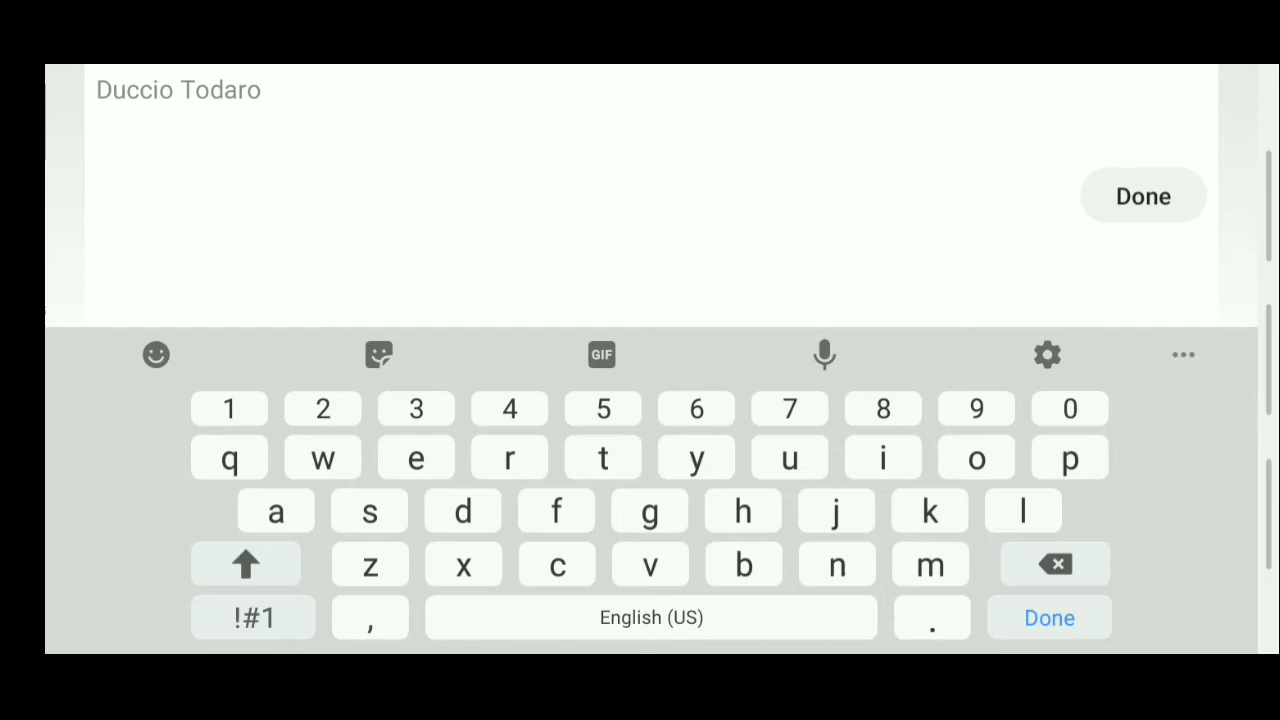 Duccio Todaro
Done
GIF
1 2 3 4 5 6 7 8 9 0
q w e r t y u i o p
a s d f g h j k l
z x c v b n m
!#1 , English (US) . Done